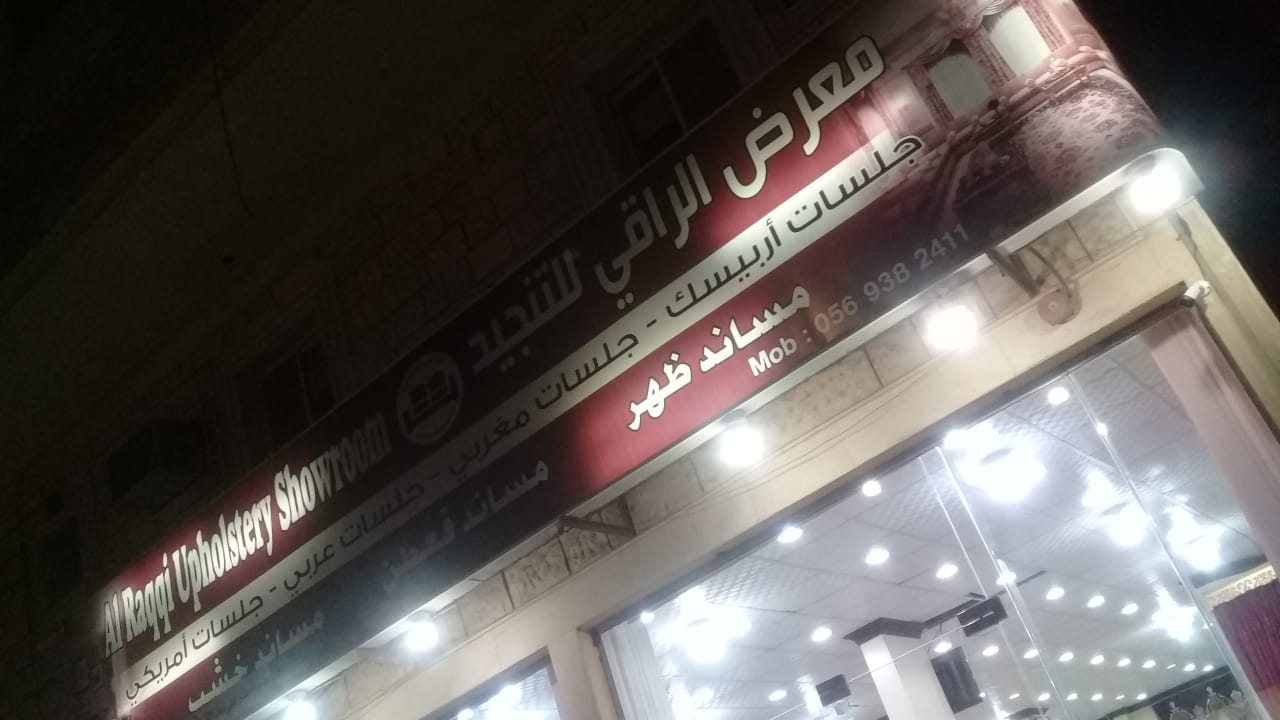 معرض الراقي للتنجيد
Al Raqqi Upholstery Showroom
جلسات أربيسك - جلسات مغربي - جلسات عربي - جلسات أمريكي
مساند ظهر
مساند قعدات
مساند خشب
Mob : 056 938 2411